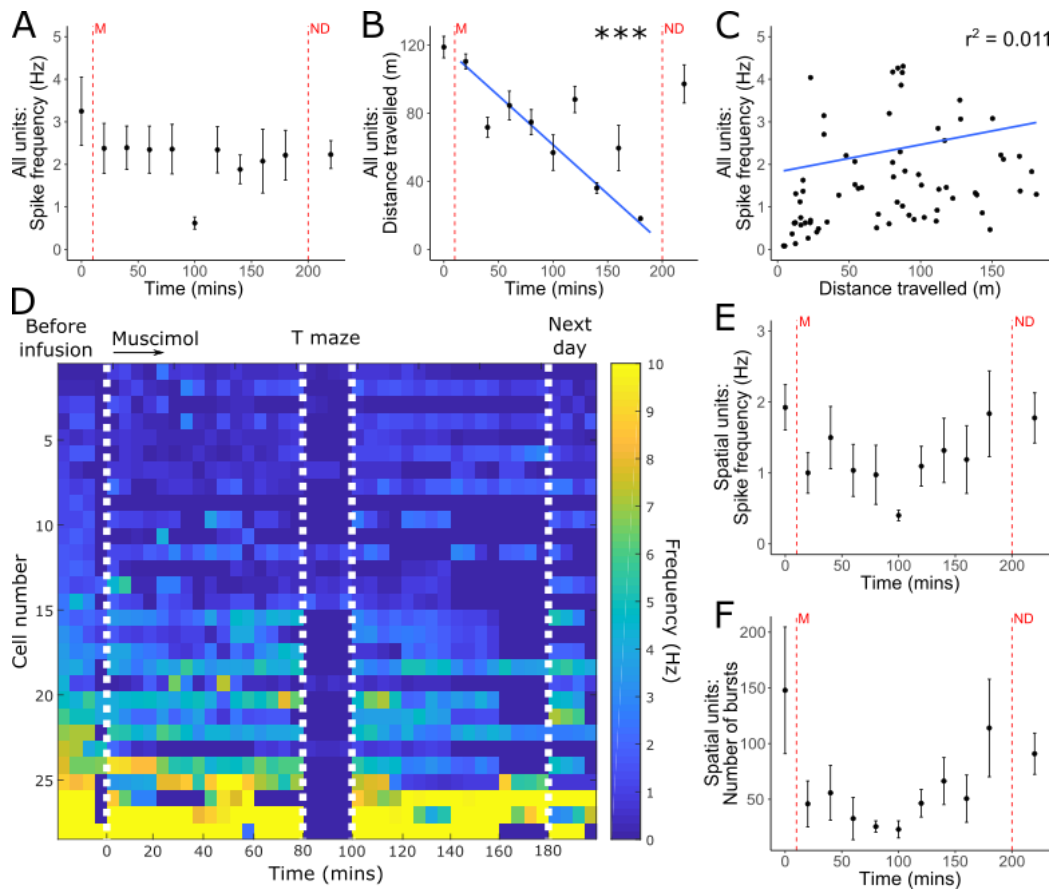 A
M
ND
All units:
Spike frequency (Hz)
5
4
3
2
1
0
0 50 100 150 200
Time (mins)
B
M
***
ND
All units:
Distance travelled (m)
120
80
40
0
0 50 100 150 200
Time (mins)
C
r² = 0.011
All units:
Spike frequency (Hz)
5
4
3
2
1
0
0 50 100 150
Distance travelled (m)
D
Before
infusion
Muscimol
T maze
Next
day
Cell number
5
10
15
20
25
0 20 40 60 80 100 120 140 160 180
Time (mins)
10
9
8
7
6
5
4
3
2
1
0
Frequency (Hz)
E
M
ND
Spatial units:
Spike frequency (Hz)
3
2
1
0
0 50 100 150 200
Time (mins)
F
M
ND
Spatial units:
Number of bursts
200
150
100
50
0 50 100 150 200
Time (mins)